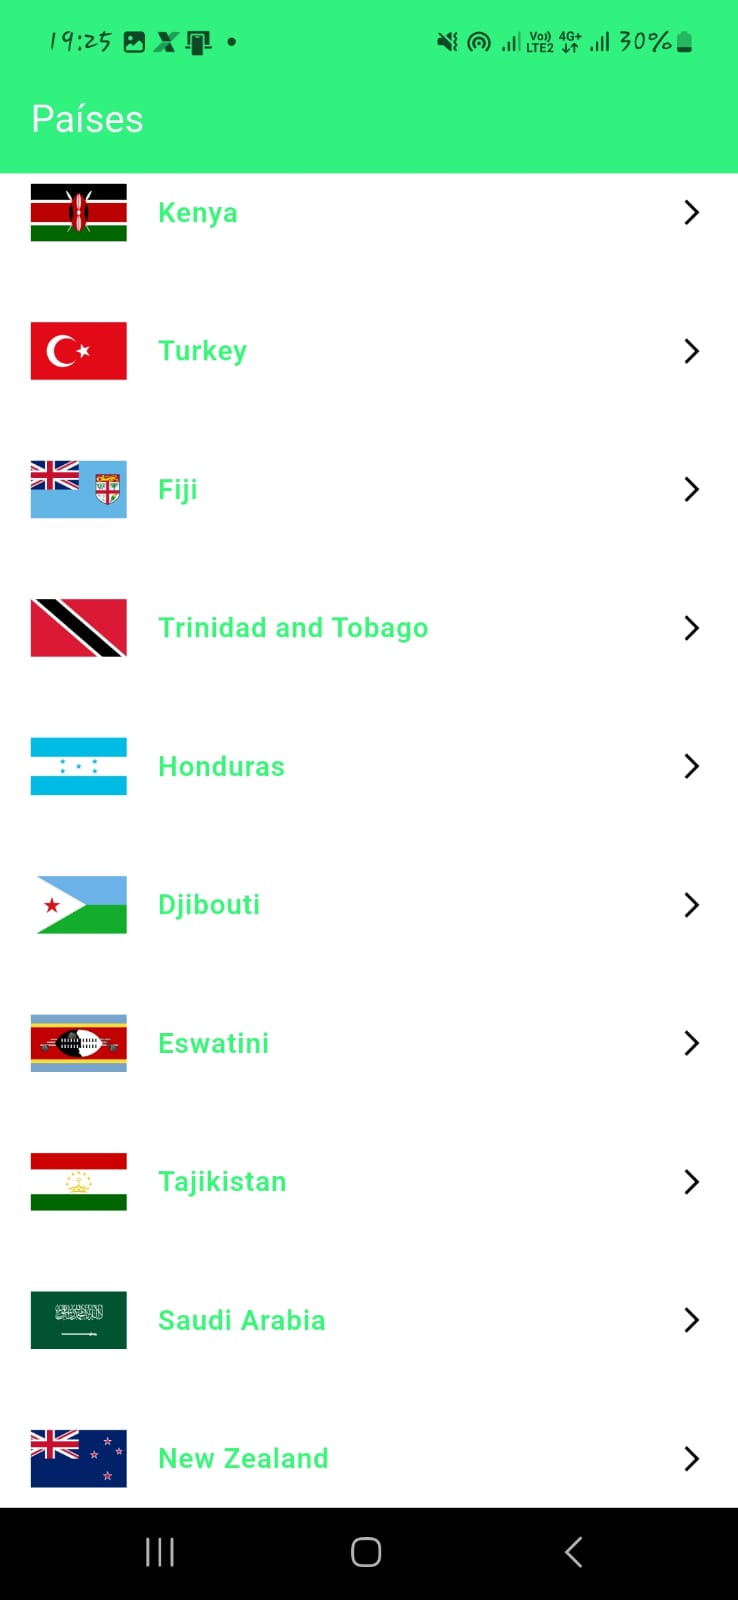 19:25 Vo)) LTE2 4G+ 30%
Países
Kenya
Turkey
Fiji
Trinidad and Tobago
Honduras
Djibouti
Eswatini
Tajikistan
Saudi Arabia
New Zealand